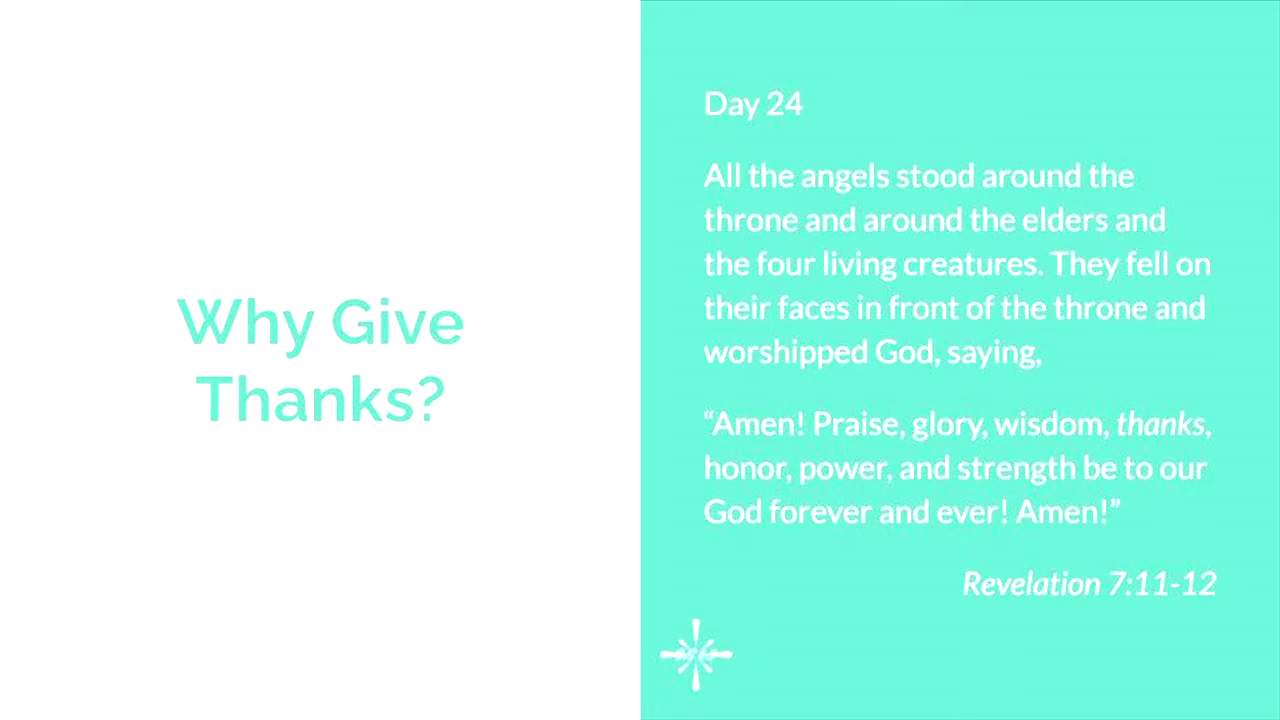 Why Give
Thanks?
Day 24
All the angels stood around the
throne and around the elders and
the four living creatures. They fell on
their faces in front of the throne and
worshipped God, saying,
“Amen! Praise, glory, wisdom, thanks,
honor, power, and strength be to our
God forever and ever! Amen!”
Revelation 7:11-12